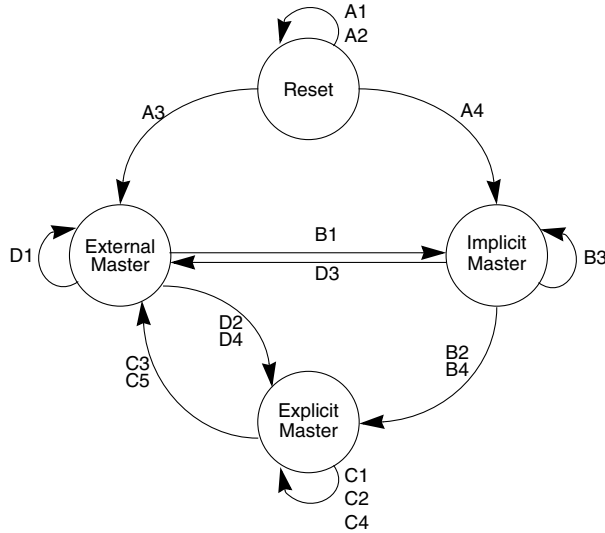 A1
A2
Reset
A3
A4
External
Master
Implicit
Master
B1
D3
D1
B3
D2
D4
B2
B4
C3
C5
Explicit
Master
C1
C2
C4